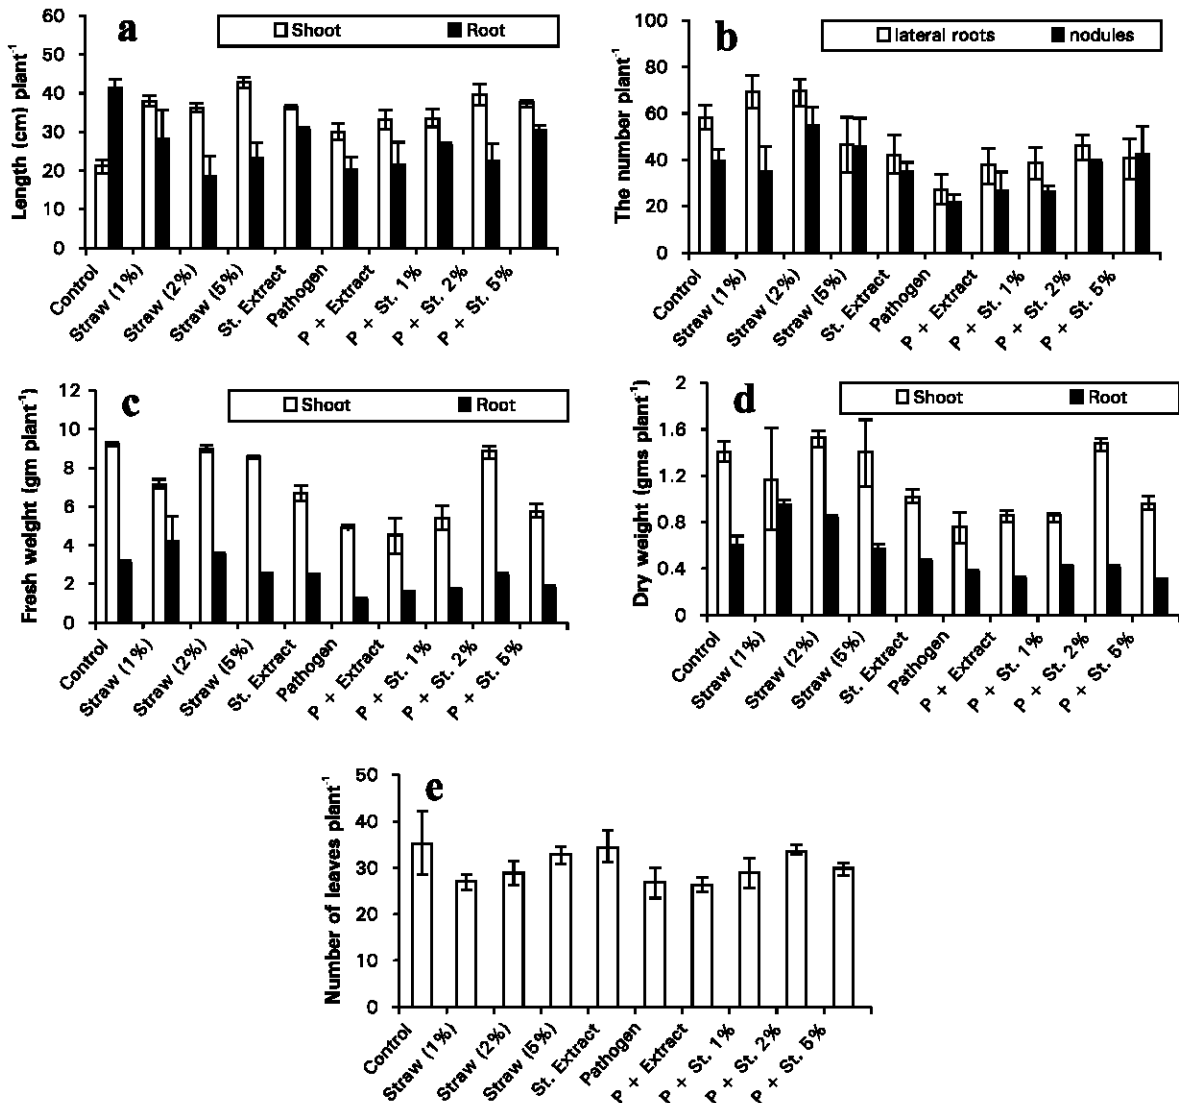 a
Shoot Root
Length (cm) plant⁻¹
60
50
40
30
20
10
0
Control
Straw (1%)
Straw (2%)
Straw (5%)
St. Extract
Pathogen
P + Extract
P + St. 1%
P + St. 2%
P + St. 5%
b
lateral roots nodules
The number plant⁻¹
100
80
60
40
20
0
Control
Straw (1%)
Straw (2%)
Straw (5%)
St. Extract
Pathogen
P + Extract
P + St. 1%
P + St. 2%
P + St. 5%
c
Shoot Root
Fresh weight (gm plant⁻¹)
12
10
8
6
4
2
0
Control
Straw (1%)
Straw (2%)
Straw (5%)
St. Extract
Pathogen
P + Extract
P + St. 1%
P + St. 2%
P + St. 5%
d
Shoot Root
Dry weight (gms plant⁻¹)
2
1.6
1.2
0.8
0.4
0
Control
Straw (1%)
Straw (2%)
Straw (5%)
St. Extract
Pathogen
P + Extract
P + St. 1%
P + St. 2%
P + St. 5%
e
Number of leaves plant⁻¹
50
40
30
20
10
0
Control
Straw (1%)
Straw (2%)
Straw (5%)
St. Extract
Pathogen
P + Extract
P + St. 1%
P + St. 2%
P + St. 5%